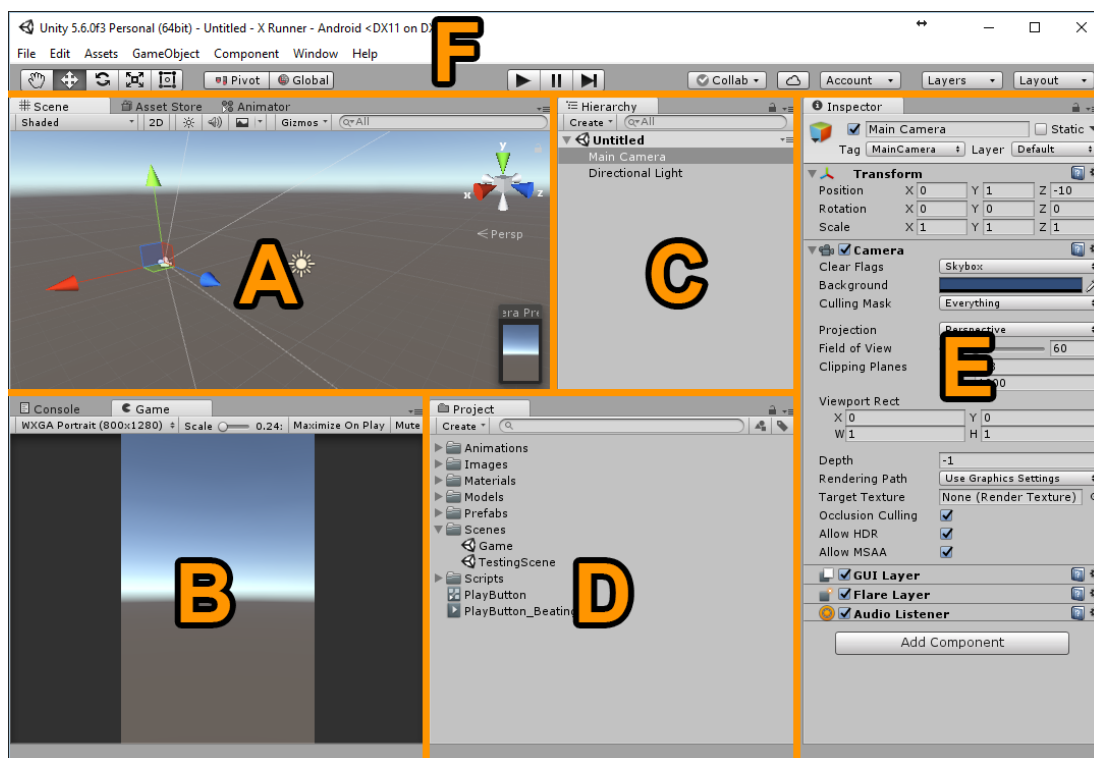 Unity 5.6.0f3 Personal (64bit) - Untitled - X Runner - Android <DX11 on D
F
File Edit Assets GameObject Component Window Help
Pivot Global Collab Account Layers Layout
Scene Asset Store Animator
Shaded 2D Gizmos All
y
x z
Persp
A
Hierarchy
Create All
Untitled
Main Camera
Directional Light
C
Inspector
Main Camera Static
Tag MainCamera Layer Default
Transform
Position X 0 Y 1 Z -10
Rotation X 0 Y 0 Z 0
Scale X 1 Y 1 Z 1
Camera
Clear Flags Skybox
Background
Culling Mask Everything
Projection Perspective
Field of View 60
Clipping Planes
E
Viewport Rect
X 0 Y 0
W 1 H 1
Depth -1
Rendering Path Use Graphics Settings
Target Texture None (Render Texture)
Occlusion Culling
Allow HDR
Allow MSAA
GUI Layer
Flare Layer
Audio Listener
Add Component
Console Game
WXGA Portrait (800x1280) Scale 0.24: Maximize On Play Mute
B
Project
Create
Animations
Images
Materials
Models
Prefabs
Scenes
Game
TestingScene
Scripts
PlayButton
PlayButton_Beating
D